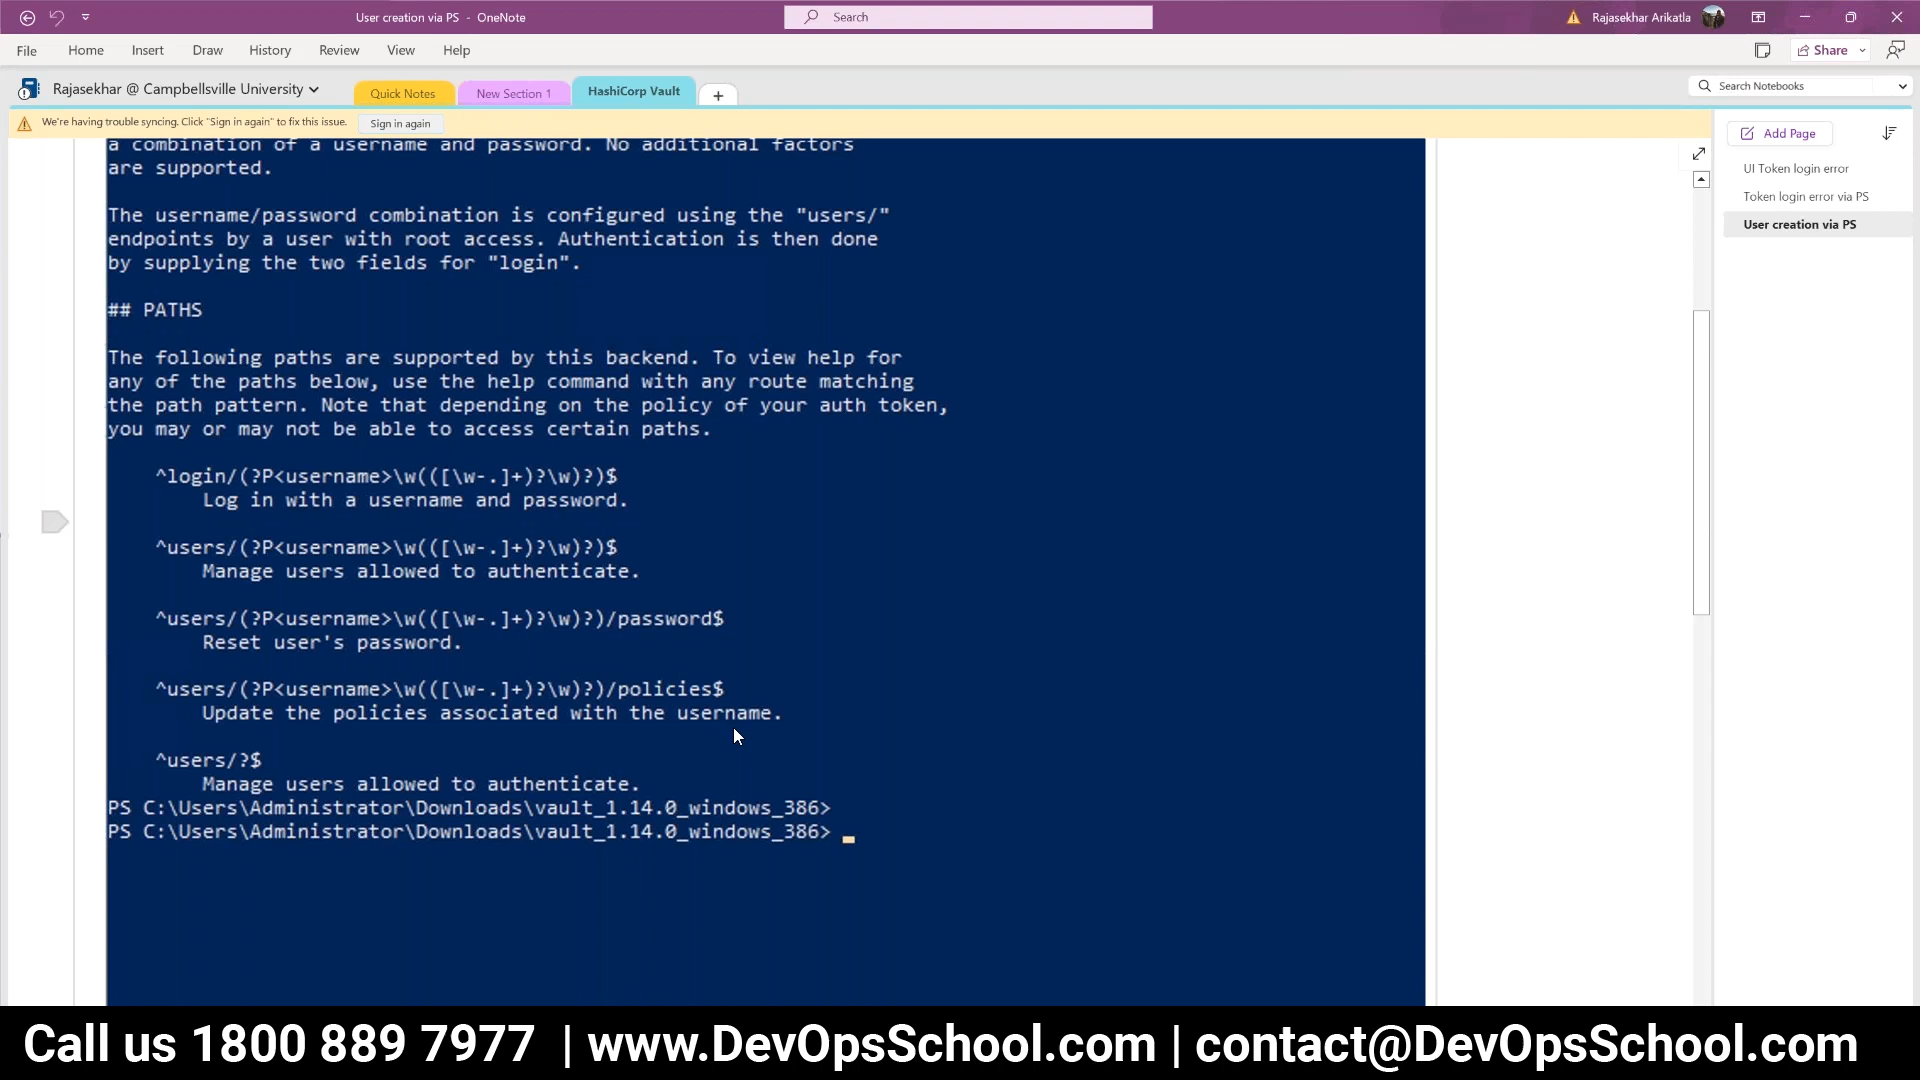 User creation via PS - OneNote
Search
Rajasekhar Arikatla
File Home Insert Draw History Review View Help
Share
Rajasekhar @ Campbellsville University
Quick Notes
New Section 1
HashiCorp Vault
+
Search Notebooks
We're having trouble syncing. Click "Sign in again" to fix this issue.
Sign in again
Add Page
UI Token login error
Token login error via PS
User creation via PS
a combination of a username and password. No additional factors
are supported.
The username/password combination is configured using the "users/"
endpoints by a user with root access. Authentication is then done
by supplying the two fields for "login".
## PATHS
The following paths are supported by this backend. To view help for
any of the paths below, use the help command with any route matching
the path pattern. Note that depending on the policy of your auth token,
you may or may not be able to access certain paths.
^login/(?P<username>\w(([\w-.]+)?\w)?)$
Log in with a username and password.
^users/(?P<username>\w(([\w-.]+)?\w)?)$
Manage users allowed to authenticate.
^users/(?P<username>\w(([\w-.]+)?\w)?)/password$
Reset user's password.
^users/(?P<username>\w(([\w-.]+)?\w)?)/policies$
Update the policies associated with the username.
^users/?$
Manage users allowed to authenticate.
PS C:\Users\Administrator\Downloads\vault_1.14.0_windows_386>
PS C:\Users\Administrator\Downloads\vault_1.14.0_windows_386>
Call us 1800 889 7977 | www.DevOpsSchool.com | contact@DevOpsSchool.com